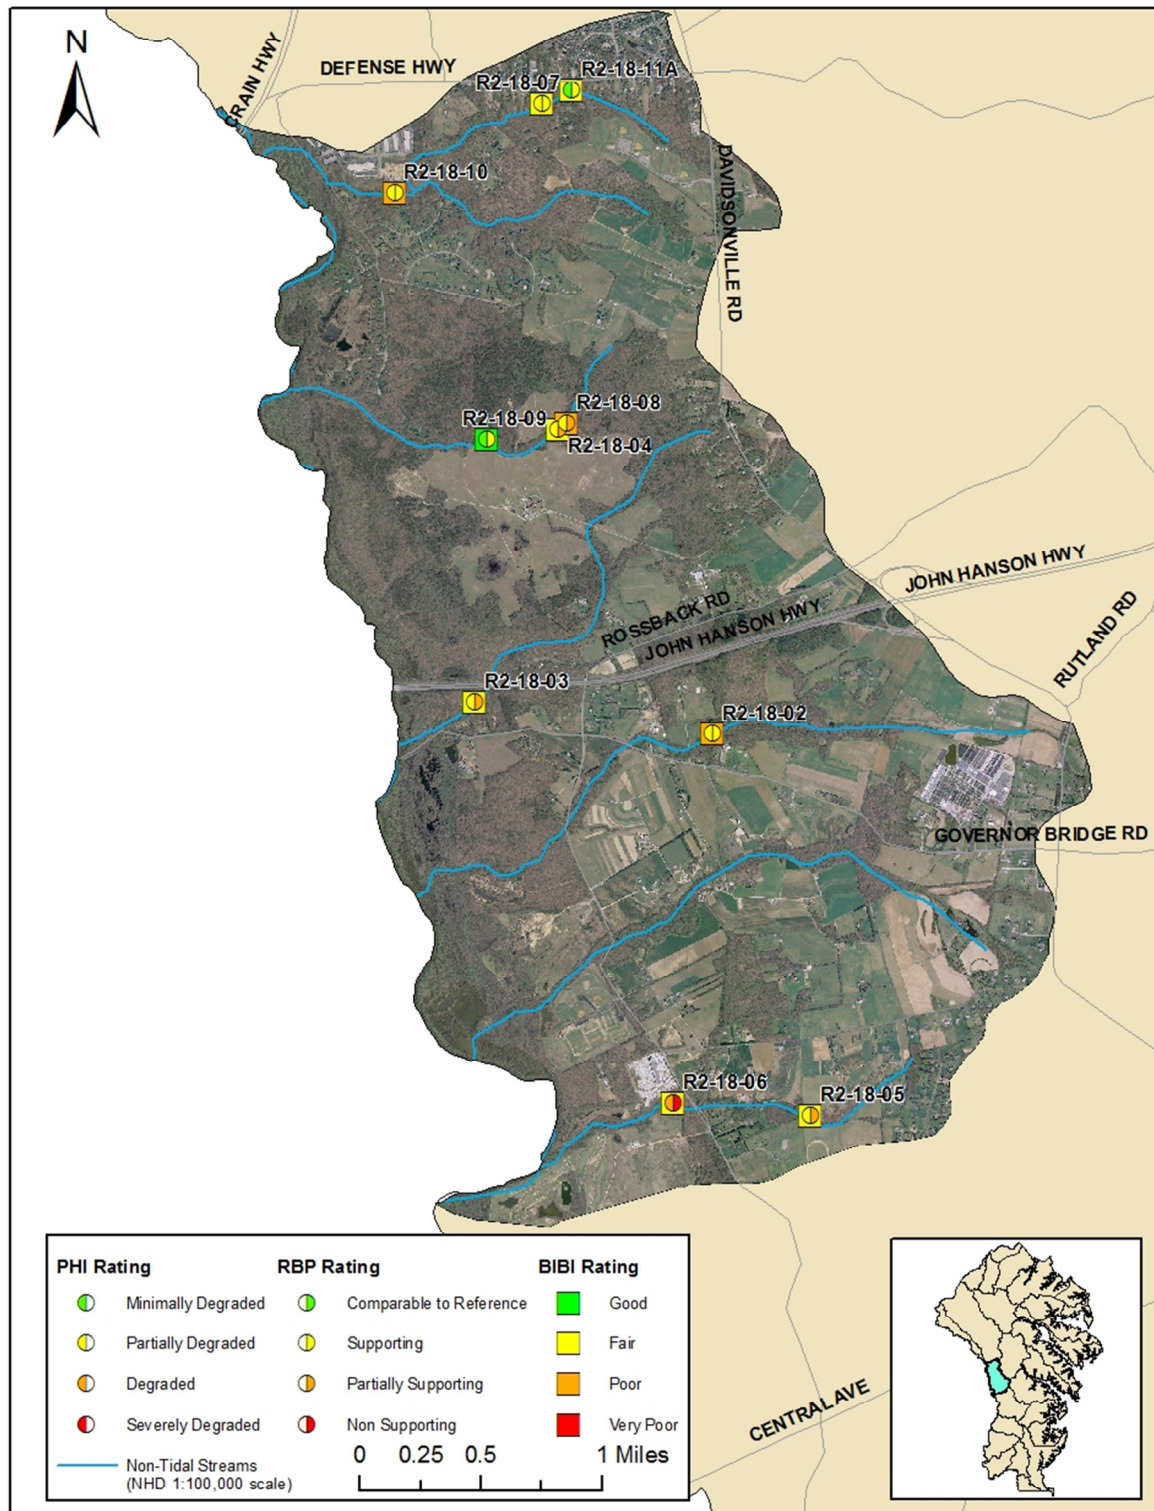 N
CRAIN HWY
DEFENSE HWY
R2-18-07
R2-18-11A
R2-18-10
DAVIDSONVILLE RD
R2-18-08
R2-18-09
R2-18-04
JOHN HANSON HWY
ROSSBACK RD
JOHN HANSON HWY
RUTLAND RD
R2-18-03
R2-18-02
GOVERNOR BRIDGE RD
R2-18-06
R2-18-05
CENTRAL AVE
PHI Rating
Minimally Degraded
Partially Degraded
Degraded
Severely Degraded
Non-Tidal Streams
(NHD 1:100,000 scale)
RBP Rating
Comparable to Reference
Supporting
Partially Supporting
Non Supporting
BIBI Rating
Good
Fair
Poor
Very Poor
0 0.25 0.5 1 Miles